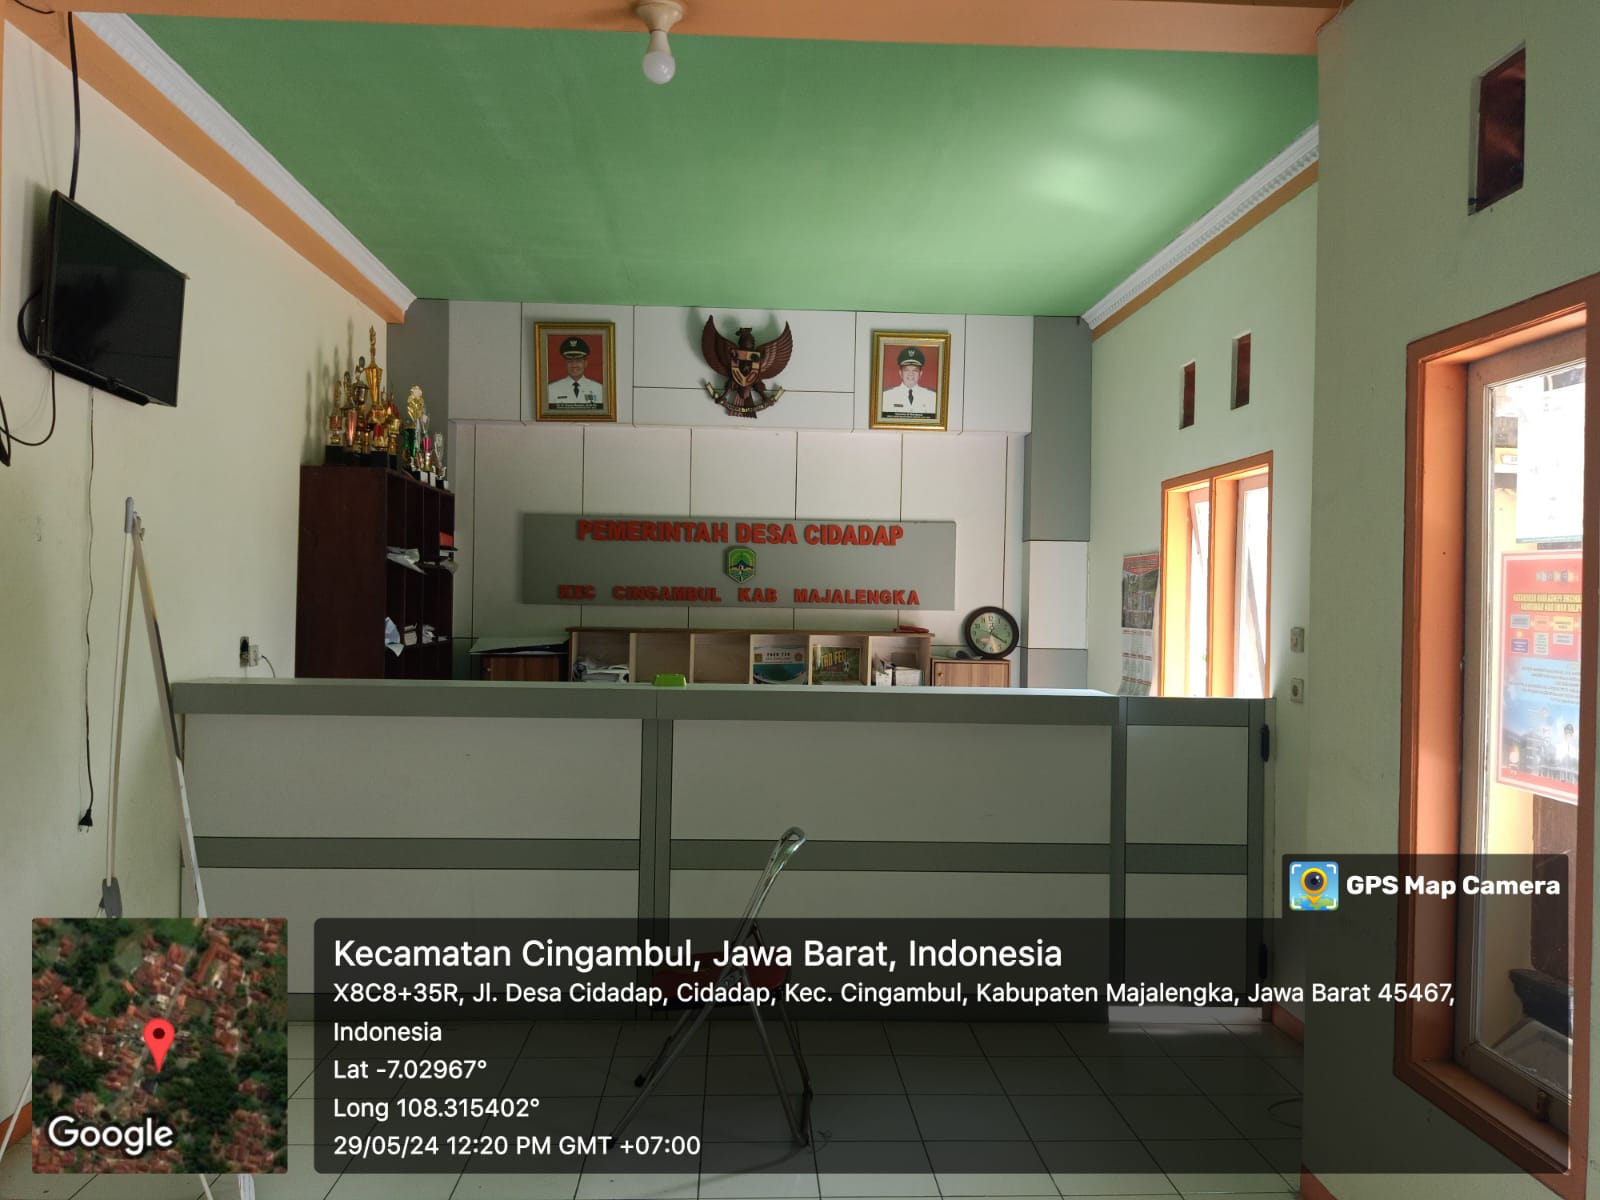 PEMERINTAH DESA CIDADAP
KEC CINGAMBUL KAB MAJALENGKA
GPS Map Camera
Kecamatan Cingambul, Jawa Barat, Indonesia
X8C8+35R, Jl. Desa Cidadap, Cidadap, Kec. Cingambul, Kabupaten Majalengka, Jawa Barat 45467,
Indonesia
Lat -7.02967°
Long 108.315402°
29/05/24 12:20 PM GMT +07:00
Google